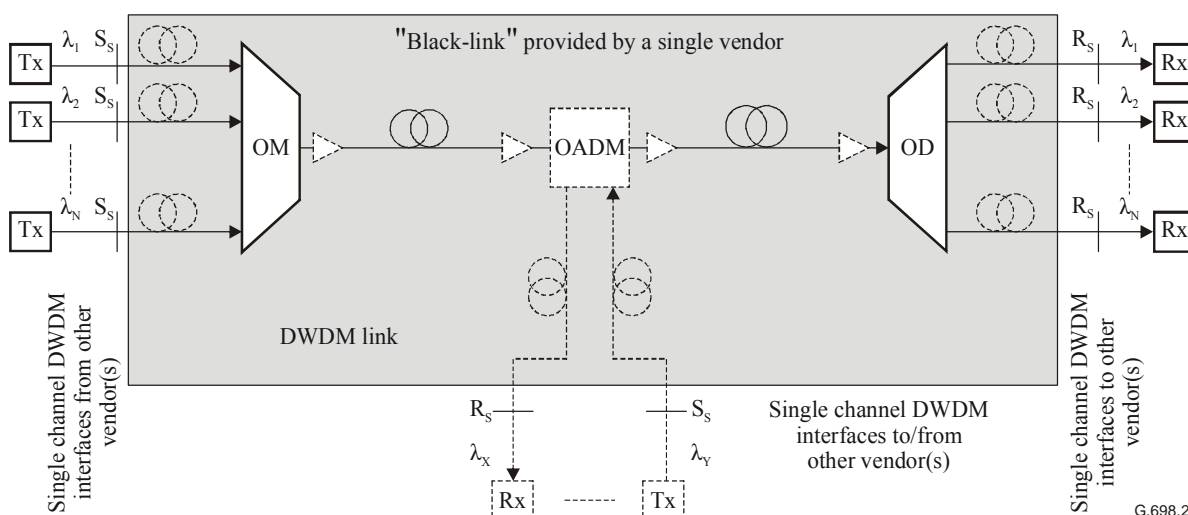 "Black-link" provided by a single vendor
λ1 SS
Tx
λ2 SS
Tx
λN SS
Tx
OM
OADM
OD
RS λ1
Rx
RS λ2
Rx
RS λN
Rx
DWDM link
Single channel DWDM
interfaces from other
vendor(s)
RS
λX
Rx
SS
λY
Tx
Single channel DWDM
interfaces to/from
other vendor(s)
Single channel DWDM
interfaces to other
vendor(s)
G.698.2